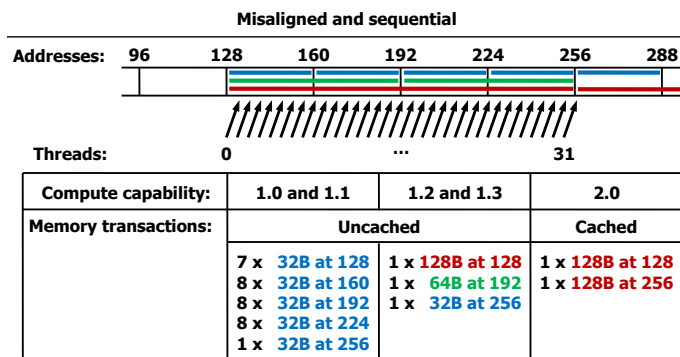 Misaligned and sequential
Addresses: 96 128 160 192 224 256 288
Threads: 0 ... 31
Compute capability: 1.0 and 1.1 1.2 and 1.3 2.0
Memory transactions: Uncached Cached
7 x 32B at 128 1 x 128B at 128 1 x 128B at 128
8 x 32B at 160 1 x 64B at 192 1 x 128B at 256
8 x 32B at 192 1 x 32B at 256
8 x 32B at 224
1 x 32B at 256